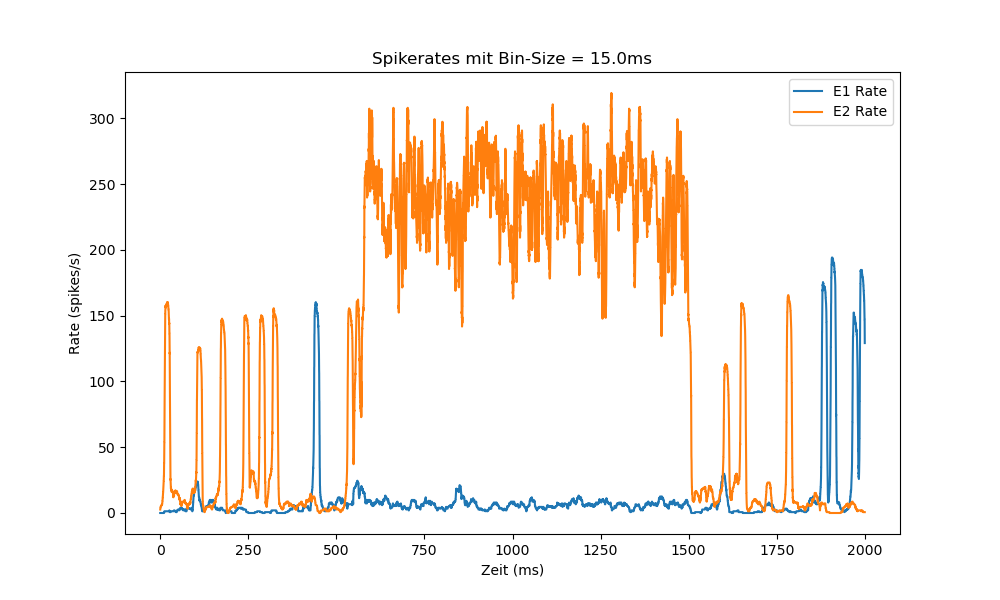 Spikerates mit Bin-Size = 15.0ms
E1 Rate
E2 Rate
300
250
200
150
100
50
0
Rate (spikes/s)
0 250 500 750 1000 1250 1500 1750 2000
Zeit (ms)